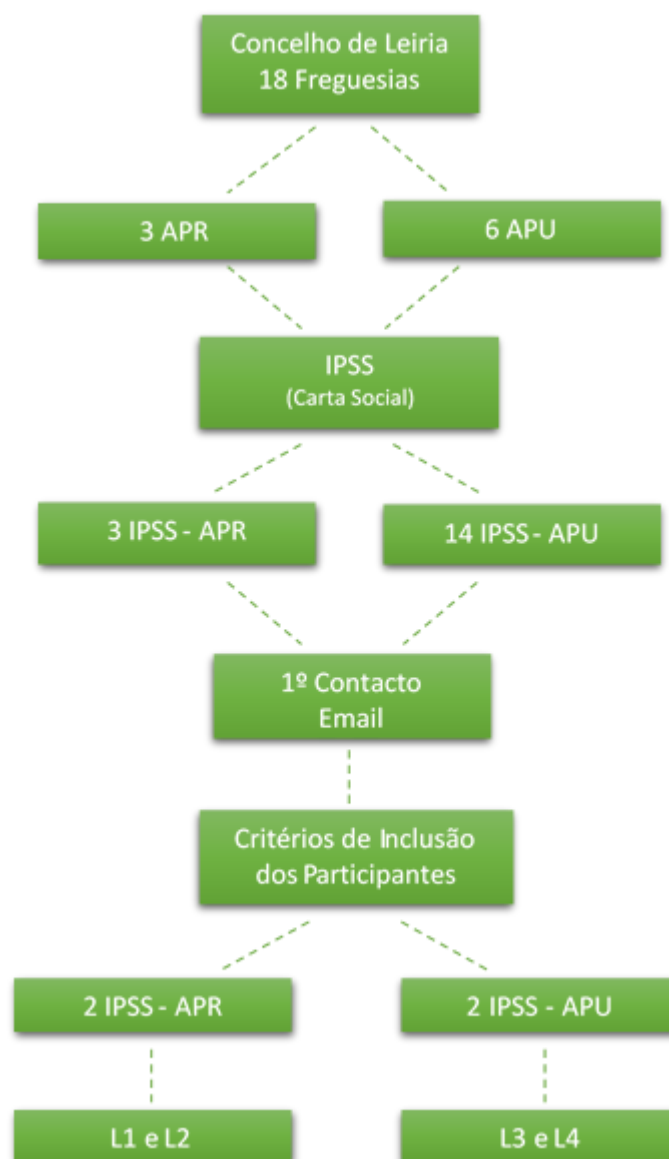 Concelho de Leiria
18 Freguesias
3 APR
6 APU
IPSS
(Carta Social)
3 IPSS - APR
14 IPSS - APU
1º Contacto
Email
Critérios de Inclusão
dos Participantes
2 IPSS - APR
2 IPSS - APU
L1 e L2
L3 e L4